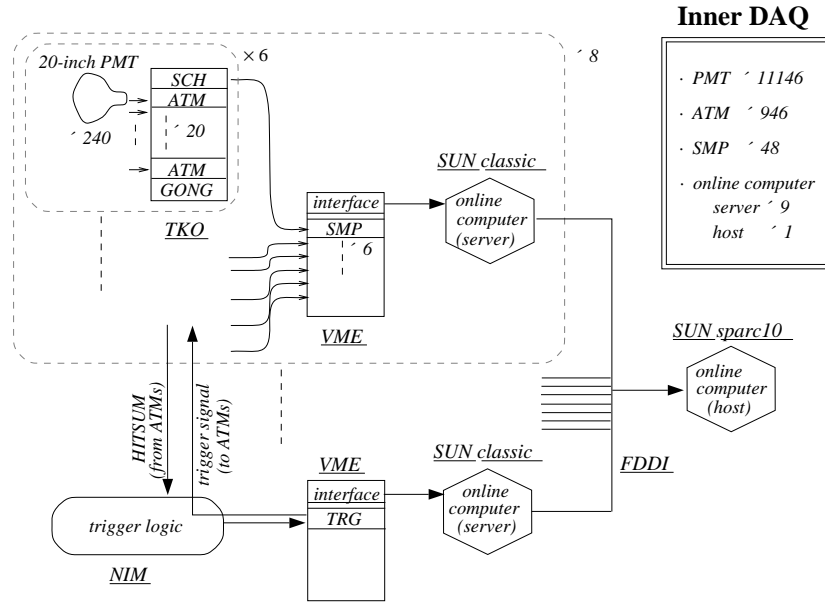 Inner DAQ
· PMT ´ 11146
· ATM ´ 946
· SMP ´ 48
· online computer
server ´ 9
host ´ 1
20-inch PMT
´ 240
× 6
´ 8
SCH
ATM
´ 20
ATM
GONG
TKO
interface
SMP
´ 6
VME
SUN classic
online
computer
(server)
HITSUM
(from ATMs)
trigger signal
(to ATMs)
trigger logic
NIM
VME
interface
TRG
SUN classic
online
computer
(server)
FDDI
SUN sparc10
online
computer
(host)